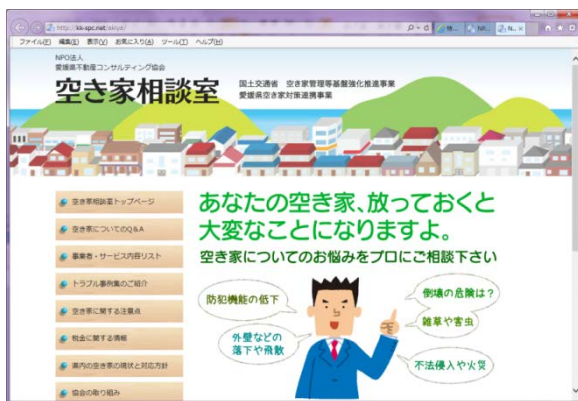 http://kk-spc.net/akiya/
ファイル(F) 編集(E) 表示(V) お気に入り(A) ツール(T) ヘルプ(H)
NPO法人
愛媛県不動産コンサルティング協会
空き家相談室
国土交通省 空き家管理等基盤強化推進事業
愛媛県空き家対策連携事業
空き家相談室トップページ
空き家についてのQ&A
事業者・サービス内容リスト
トラブル事例集のご紹介
空き家に関する注意点
税金に関する情報
県内の空き家の現状と対応方針
協会の取り組み
あなたの空き家、放っておくと
大変なことになりますよ。
空き家についてのお悩みをプロにご相談下さい
防犯機能の低下
倒壊の危険は？
雑草や害虫
外壁などの
落下や飛散
不法侵入や火災